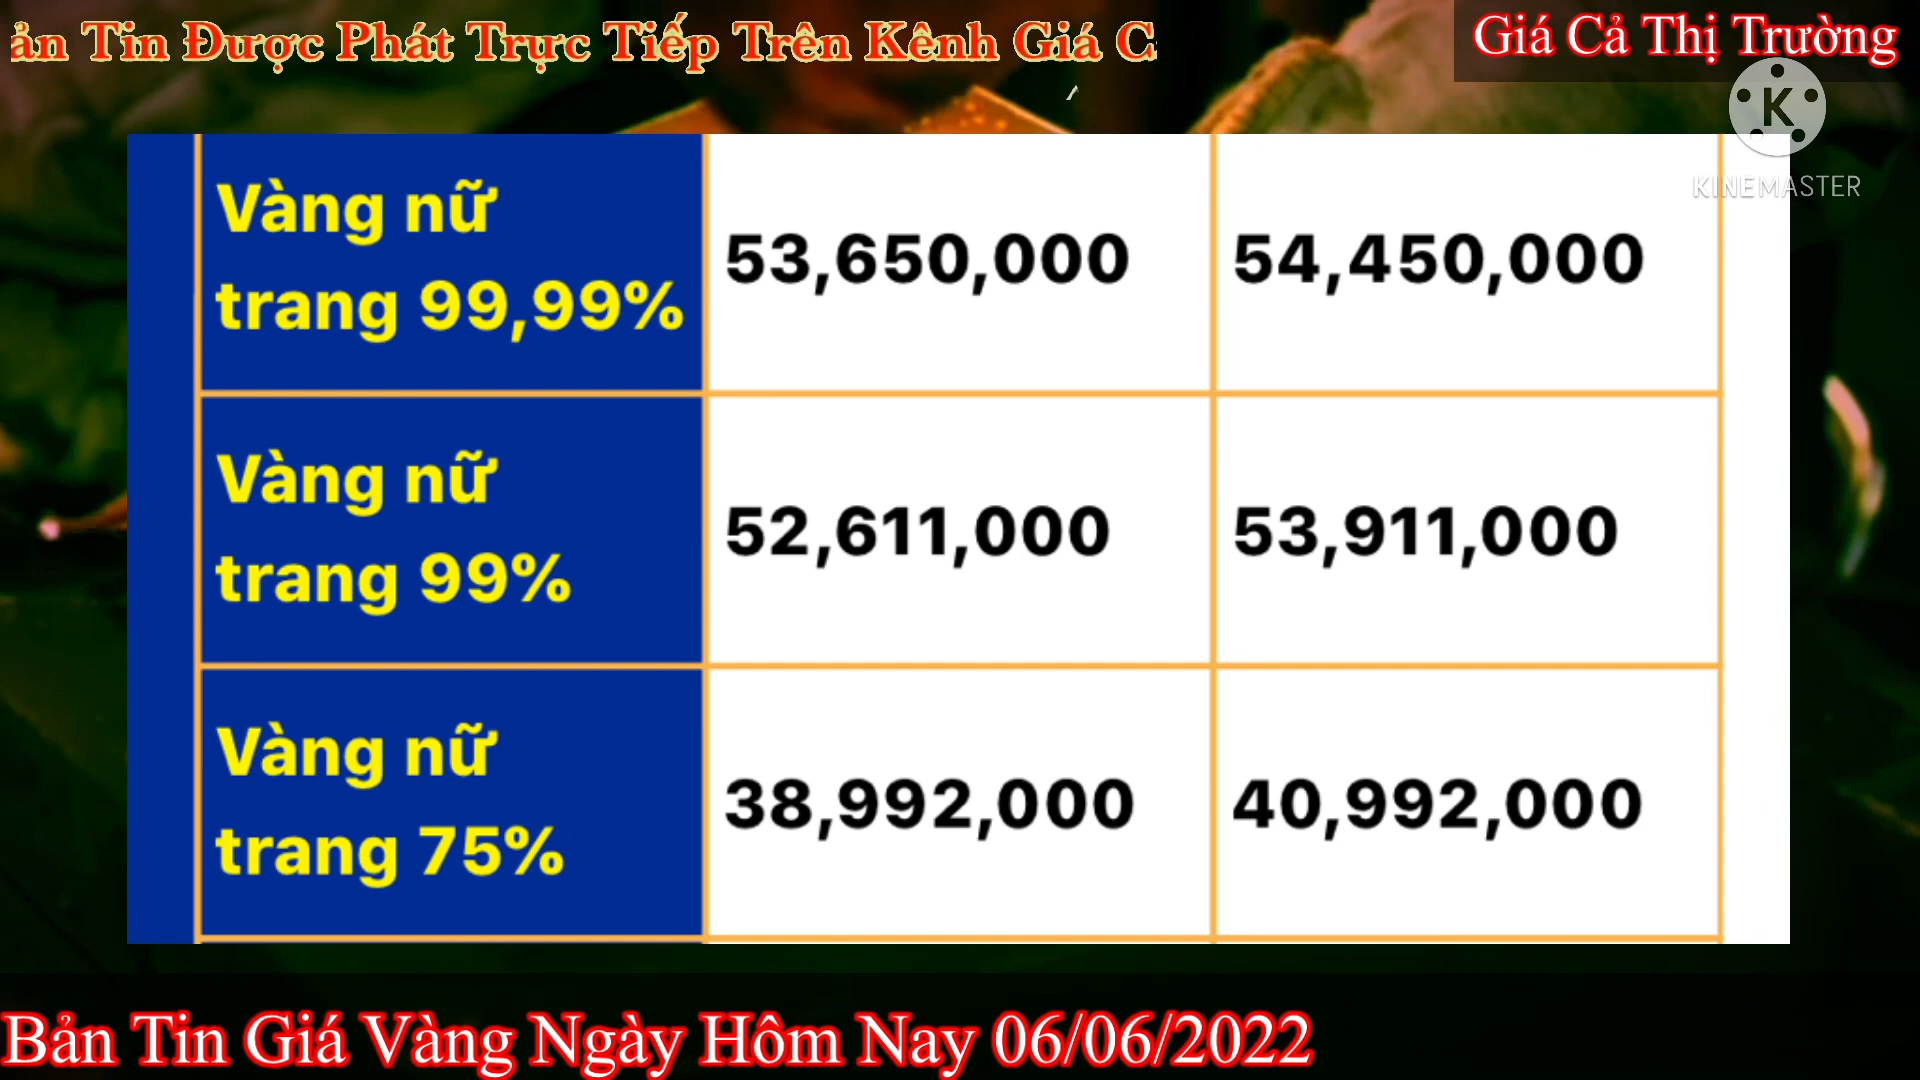 ản Tin Được Phát Trực Tiếp Trên Kênh Giá C
Giá Cả Thị Trường
K
KINEMASTER
Vàng nữ
trang 99,99%
53,650,000
54,450,000
Vàng nữ
trang 99%
52,611,000
53,911,000
Vàng nữ
trang 75%
38,992,000
40,992,000
Bản Tin Giá Vàng Ngày Hôm Nay 06/06/2022